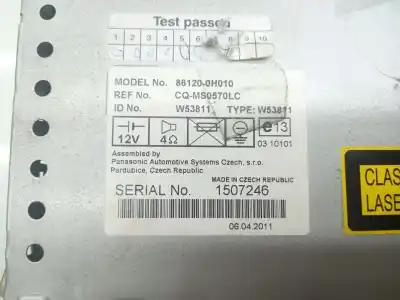 Test passed
1 2 3 4 5 6 8 9 10
MODEL No. 86120-0H010
REF No. CQ-MS0570LC
ID No. W53811 TYPE: W53811
12V 4Ω e13
03 10101
Assembled by
Panasonic Automotive Systems Czech, s.r.o.
Pardubice, Czech Republic
MADE IN CZECH REPUBLIC
SERIAL No. 1507246
06.04.2011
CLAS
LASE